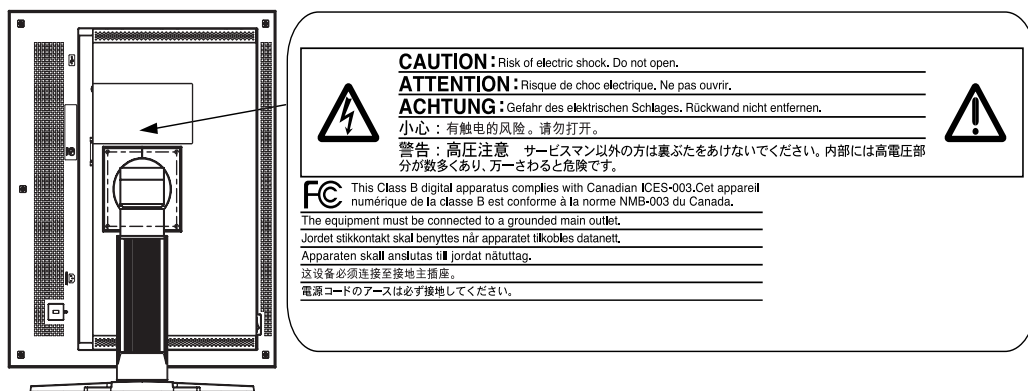 CAUTION : Risk of electric shock. Do not open.
ATTENTION : Risque de choc electrique. Ne pas ouvrir.
ACHTUNG : Gefahr des elektrischen Schlages. Rückwand nicht entfernen.
小心 : 有触电的风险。请勿打开。
警告 : 高圧注意 サービスマン以外の方は裏ぶたをあけないでください。内部には高電圧部
分が数多くあり、万一さわると危険です。
FC This Class B digital apparatus complies with Canadian ICES-003.Cet appareil
numérique de la classe B est conforme à la norme NMB-003 du Canada.
The equipment must be connected to a grounded main outlet.
Jordet stikkontakt skal benyttes når apparatet tilkobles datanett.
Apparaten skall anslutas till jordat nätuttag.
这设备必须连接至接地主插座。
電源コードのアースは必ず接地してください。